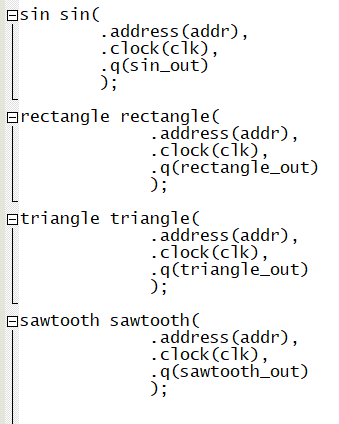 sin sin(
.address(addr),
.clock(clk),
.q(sin_out)
);
rectangle rectangle(
.address(addr),
.clock(clk),
.q(rectangle_out)
);
triangle triangle(
.address(addr),
.clock(clk),
.q(triangle_out)
);
sawtooth sawtooth(
.address(addr),
.clock(clk),
.q(sawtooth_out)
);